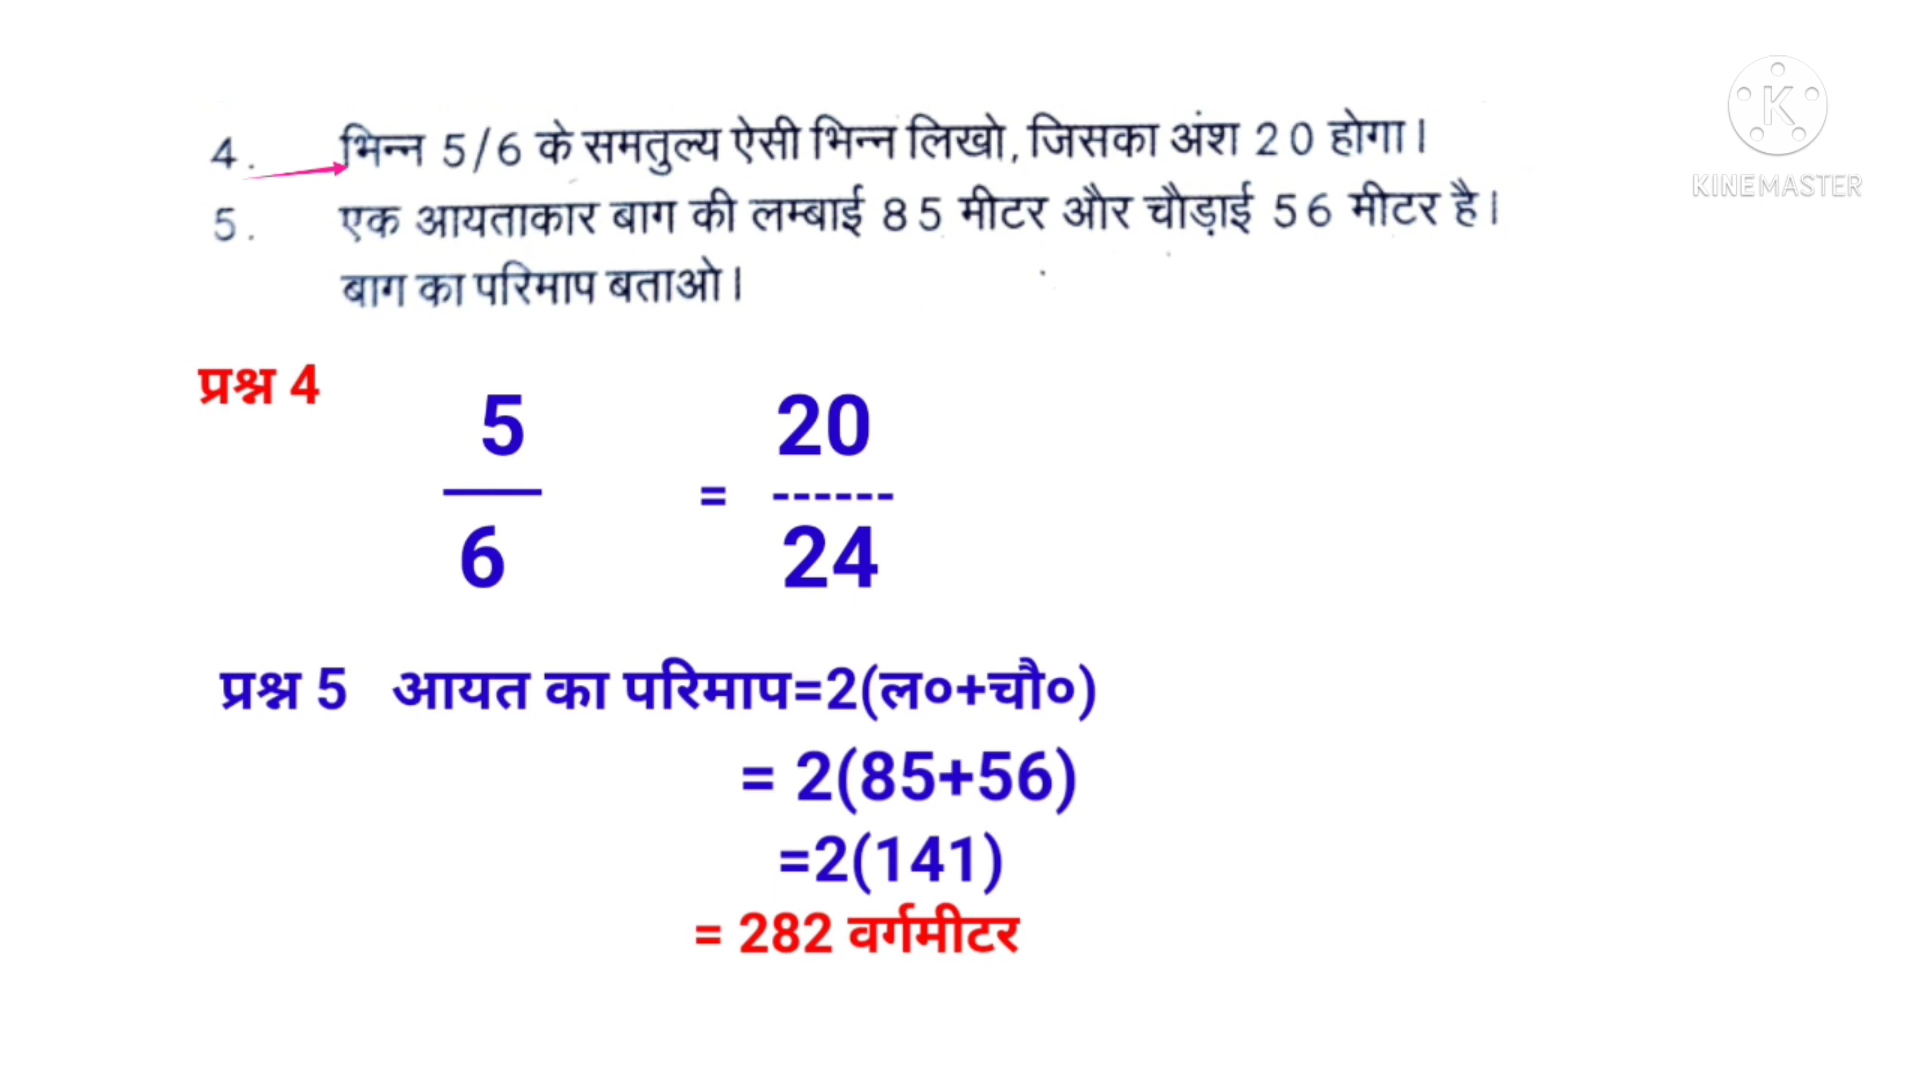 4. भिन्न 5/6 के समतुल्य ऐसी भिन्न लिखो, जिसका अंश 20 होगा।
5. एक आयताकार बाग की लम्बाई 85 मीटर और चौड़ाई 56 मीटर है।
बाग का परिमाप बताओ।
KINEMASTER
प्रश्न 4
5 20
= ------
6 24
प्रश्न 5 आयत का परिमाप=2(ल०+चौ०)
= 2(85+56)
=2(141)
= 282 वर्गमीटर